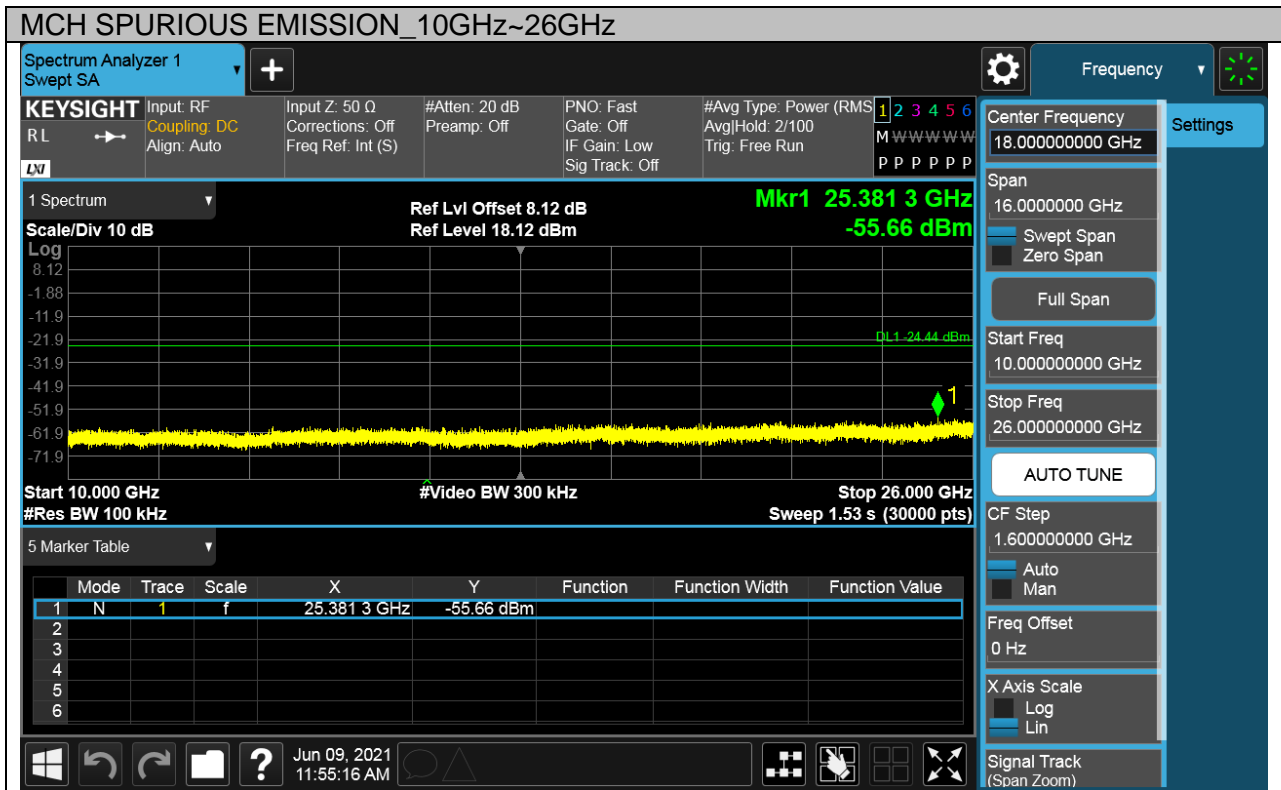 MCH SPURIOUS EMISSION_10GHz~26GHz
Spectrum Analyzer 1
Swept SA
Frequency
KEYSIGHT
RL
LXI
Input: RF
Coupling: DC
Align: Auto
Input Z: 50 Ω
Corrections: Off
Freq Ref: Int (S)
#Atten: 20 dB
Preamp: Off
PNO: Fast
Gate: Off
IF Gain: Low
Sig Track: Off
#Avg Type: Power (RMS
Avg|Hold: 2/100
Trig: Free Run
1 2 3 4 5 6
M W W W W W
P P P P P P
1 Spectrum
Scale/Div 10 dB
Ref Lvl Offset 8.12 dB
Ref Level 18.12 dBm
Mkr1 25.381 3 GHz
-55.66 dBm
Log
8.12
-1.88
-11.9
-21.9
-31.9
-41.9
-51.9
-61.9
-71.9
DL1 -24.44 dBm
1
Start 10.000 GHz
#Video BW 300 kHz
Stop 26.000 GHz
#Res BW 100 kHz
Sweep 1.53 s (30000 pts)
5 Marker Table
Mode Trace Scale X Y Function Function Width Function Value
1 N 1 f 25.381 3 GHz -55.66 dBm
2
3
4
5
6
Jun 09, 2021
11:55:16 AM
?
Center Frequency
18.000000000 GHz
Settings
Span
16.0000000 GHz
Swept Span
Zero Span
Full Span
Start Freq
10.000000000 GHz
Stop Freq
26.000000000 GHz
AUTO TUNE
CF Step
1.600000000 GHz
Auto
Man
Freq Offset
0 Hz
X Axis Scale
Log
Lin
Signal Track
(Span Zoom)